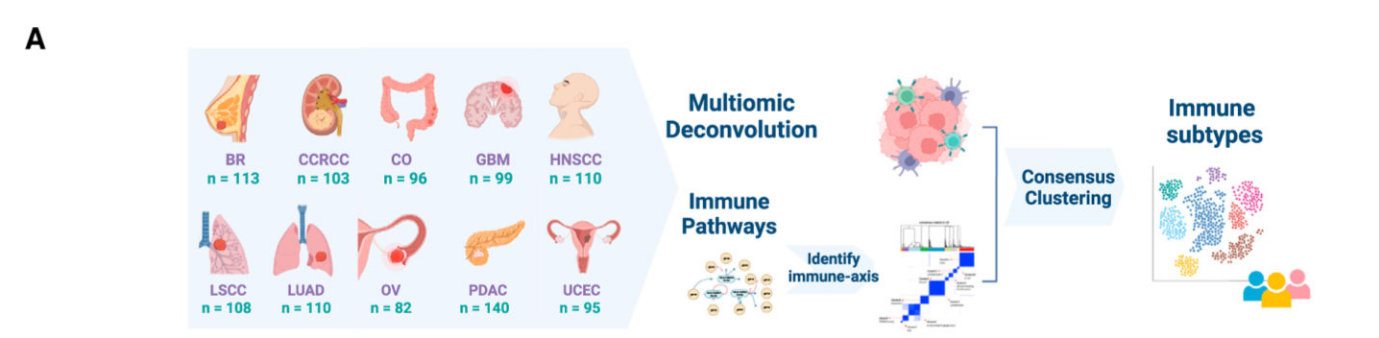 A
BR
n = 113
CCRCC
n = 103
CO
n = 96
GBM
n = 99
HNSCC
n = 110
LSCC
n = 108
LUAD
n = 110
OV
n = 82
PDAC
n = 140
UCEC
n = 95
Multiomic
Deconvolution
Immune
Pathways
Identify
immune-axis
Consensus
Clustering
Immune
subtypes